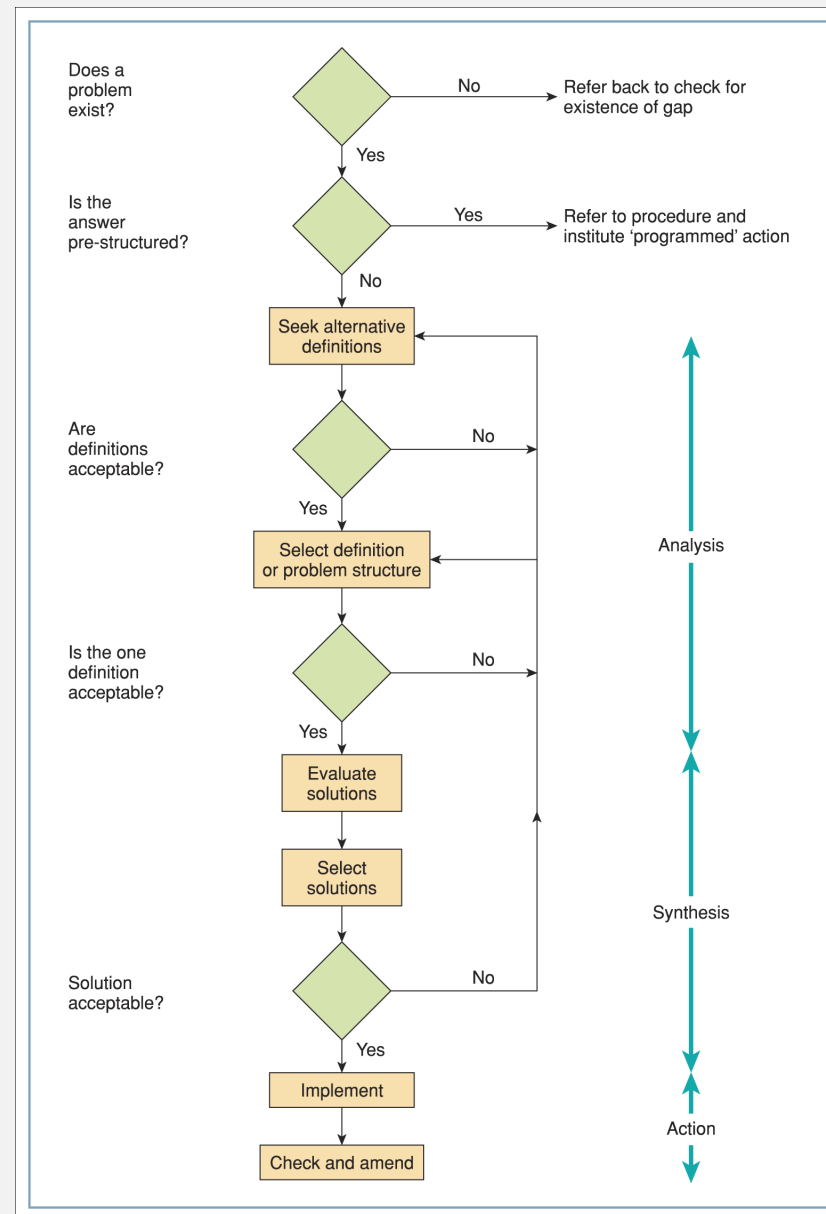 Does a
problem
exist?
No
Refer back to check for
existence of gap
Yes
Is the
answer
pre-structured?
Yes
Refer to procedure and
institute ‘programmed’ action
No
Seek alternative
definitions
Are
definitions
acceptable?
No
Yes
Select definition
or problem structure
Analysis
Is the one
definition
acceptable?
No
Yes
Evaluate
solutions
Select
solutions
Synthesis
Solution
acceptable?
No
Yes
Implement
Action
Check and amend